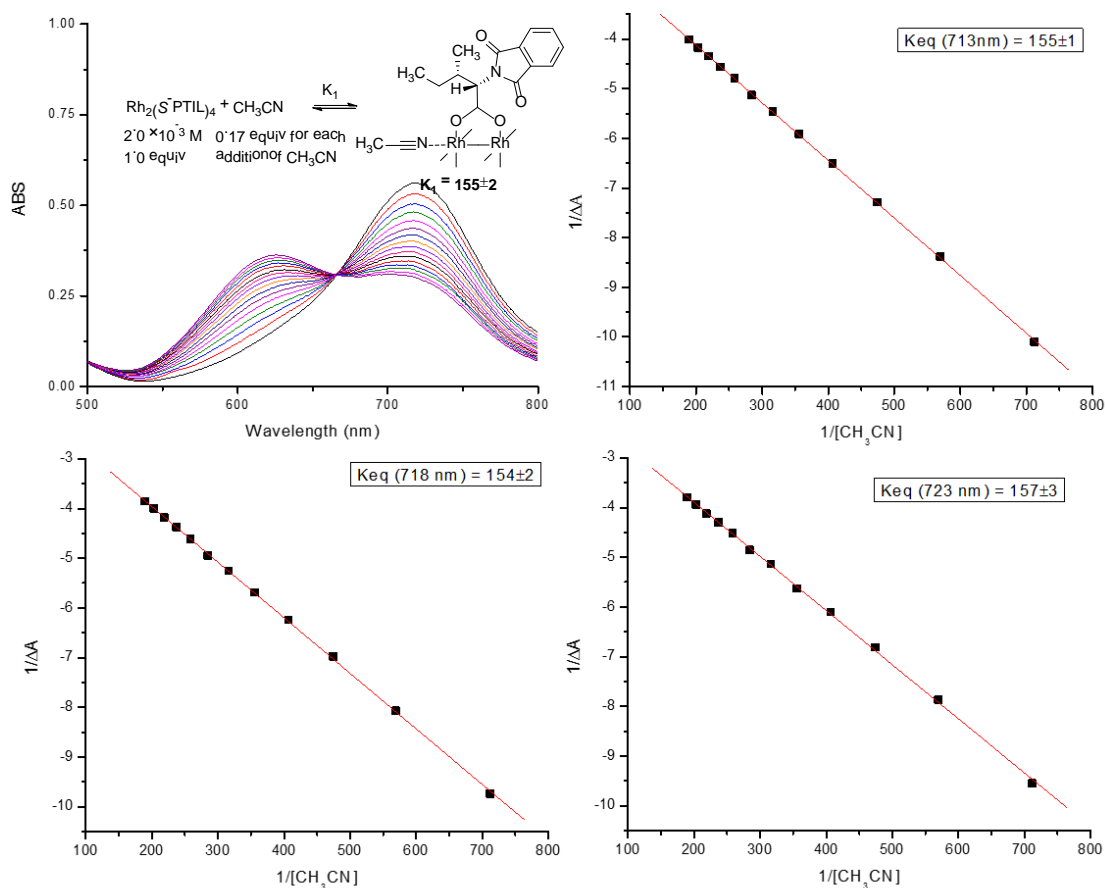 1.00
0.75
0.50
0.25
0.00
ABS
500 600 700 800
Wavelength (nm)
Rh2(S-PTIL)4 + CH3CN
K1
2.0 ×10-3 M 0.17 equiv for each
1.0 equiv additionof CH3CN
CH3
H3C
H
N
O
O
O O
H3C N Rh Rh
K1 = 155±2
Keq (713nm) = 155±1
-4
-5
-6
-7
-8
-9
-10
-11
1/ΔA
100 200 300 400 500 600 700 800
1/[CH3CN]
Keq (718 nm) = 154±2
-3
-4
-5
-6
-7
-8
-9
-10
1/ΔA
100 200 300 400 500 600 700 800
1/[CH3CN]
Keq (723 nm) = 157±3
-3
-4
-5
-6
-7
-8
-9
-10
1/ΔA
100 200 300 400 500 600 700 800
1/[CH3CN]